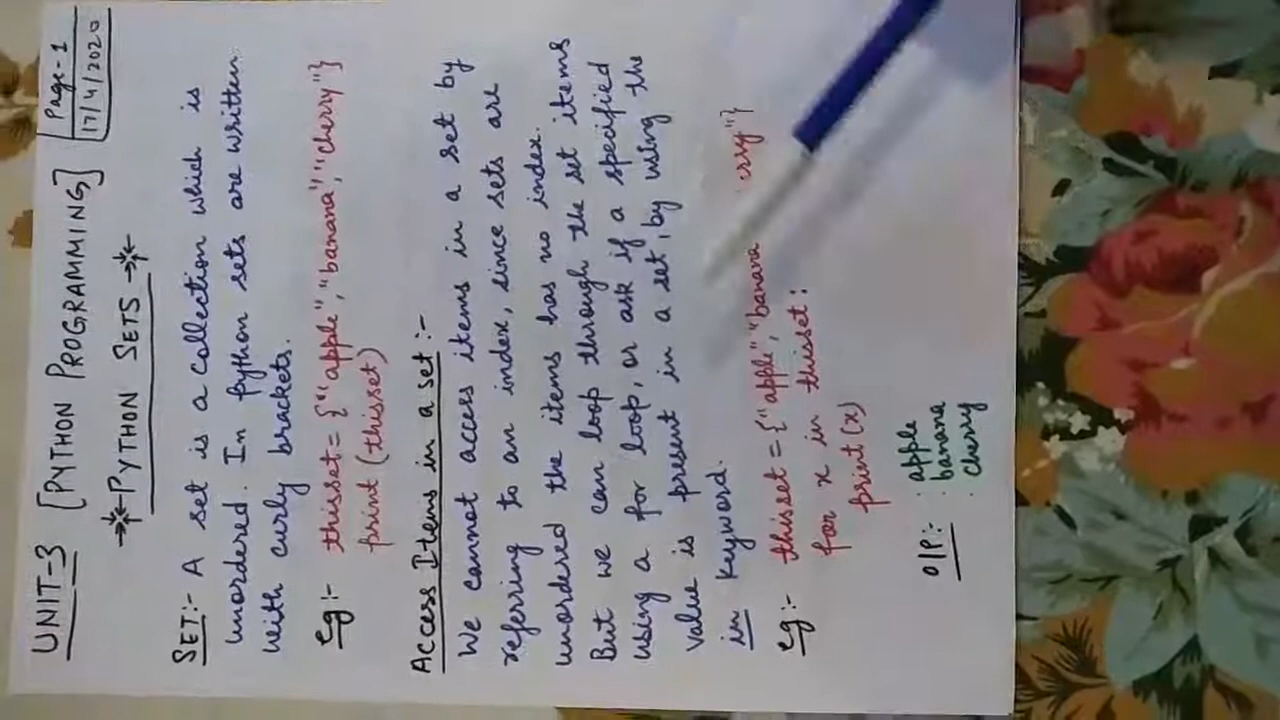 UNIT-3 [PYTHON PROGRAMMING]
Page-1
17/4/2020
PYTHON SETS
SET:- A set is a collection which is
unordered. In Python sets are written
with curly brackets.
eg:- thisset = {"apple", "banana", "cherry"}
print (thisset)
Access Items in a set:-
We cannot access items in a set by
referring to an index, since sets are
unordered the items has no index.
But we can loop through the set items
using a for loop, or ask if a specified
value is present in a set, by using the
in keyword.
eg:- thisset = {"apple", "banana erry"}
for x in thisset:
print (x)
O/P:- apple
banana
cherry